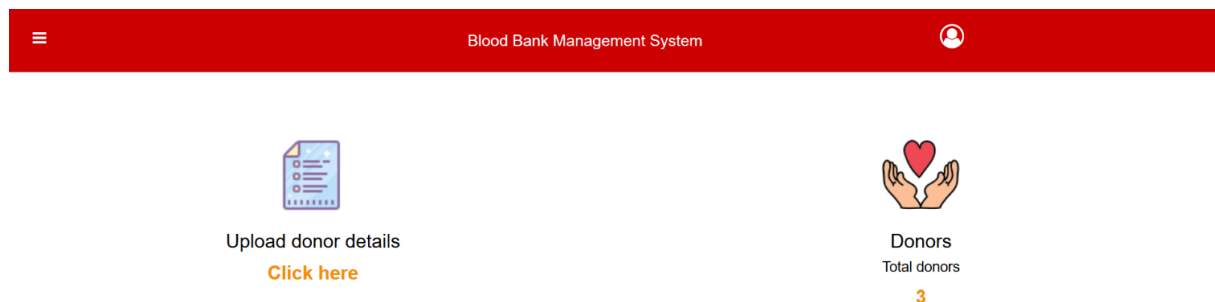 Blood Bank Management System
Upload donor details
Click here
Donors
Total donors
3